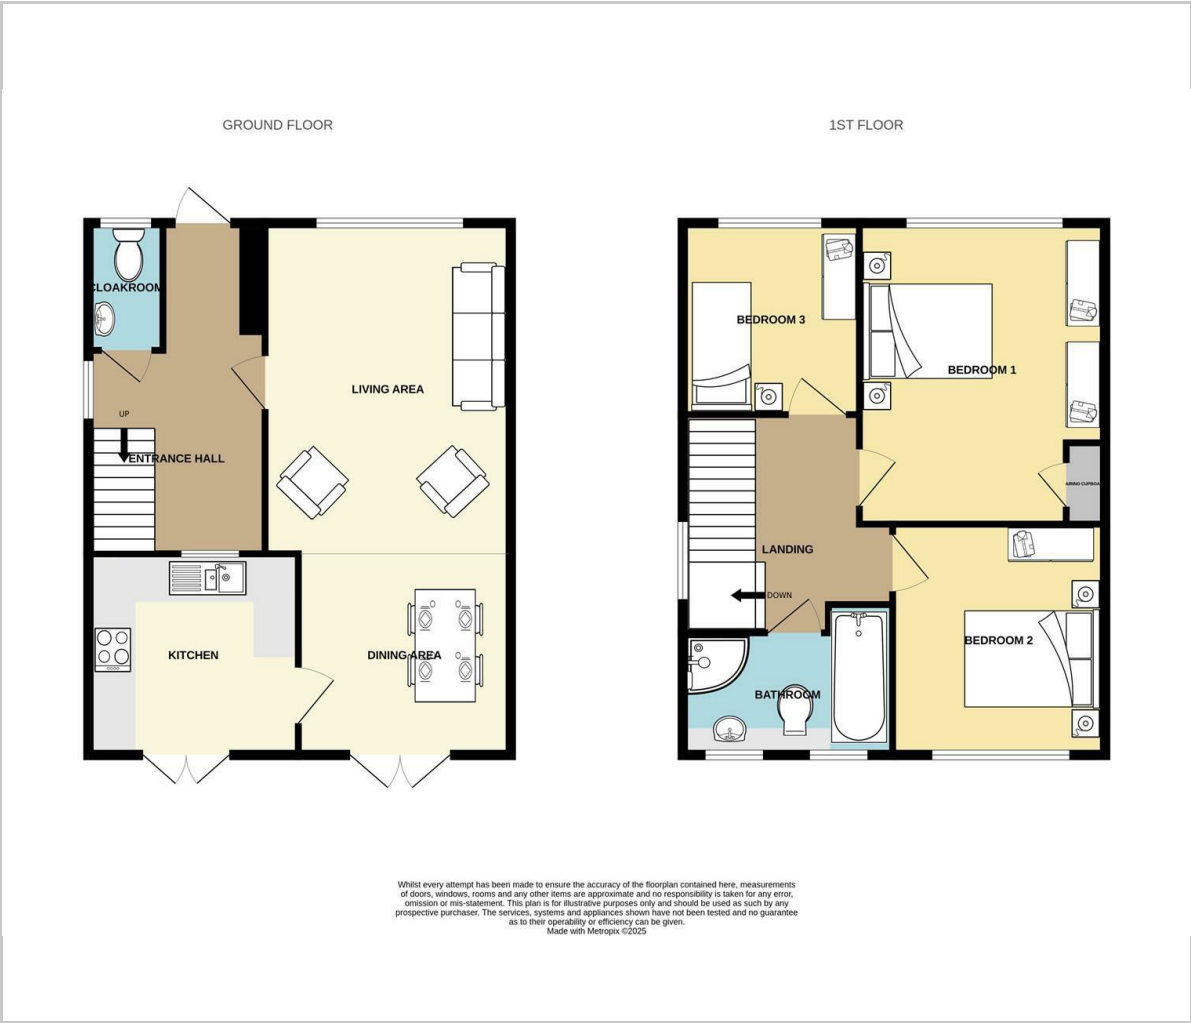 GROUND FLOOR
1ST FLOOR
CLOAKROOM
UP
ENTRANCE HALL
LIVING AREA
KITCHEN
DINING AREA
BEDROOM 3
BEDROOM 1
AIRING CUPBOA
LANDING
DOWN
BEDROOM 2
BATHROOM
Whilst every attempt has been made to ensure the accuracy of the floorplan contained here, measurements
of doors, windows, rooms and any other items are approximate and no responsibility is taken for any error,
omission or mis-statement. This plan is for illustrative purposes only and should be used as such by any
prospective purchaser. The services, systems and appliances shown have not been tested and no guarantee
as to their operability or efficiency can be given.
Made with Metropix ©2025